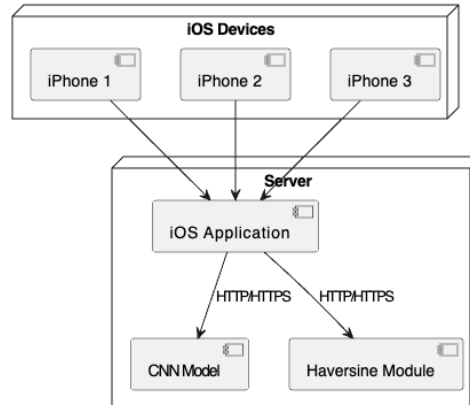 iOS Devices
iPhone 1
iPhone 2
iPhone 3
Server
iOS Application
HTTP/HTTPS
HTTP/HTTPS
CNN Model
Haversine Module